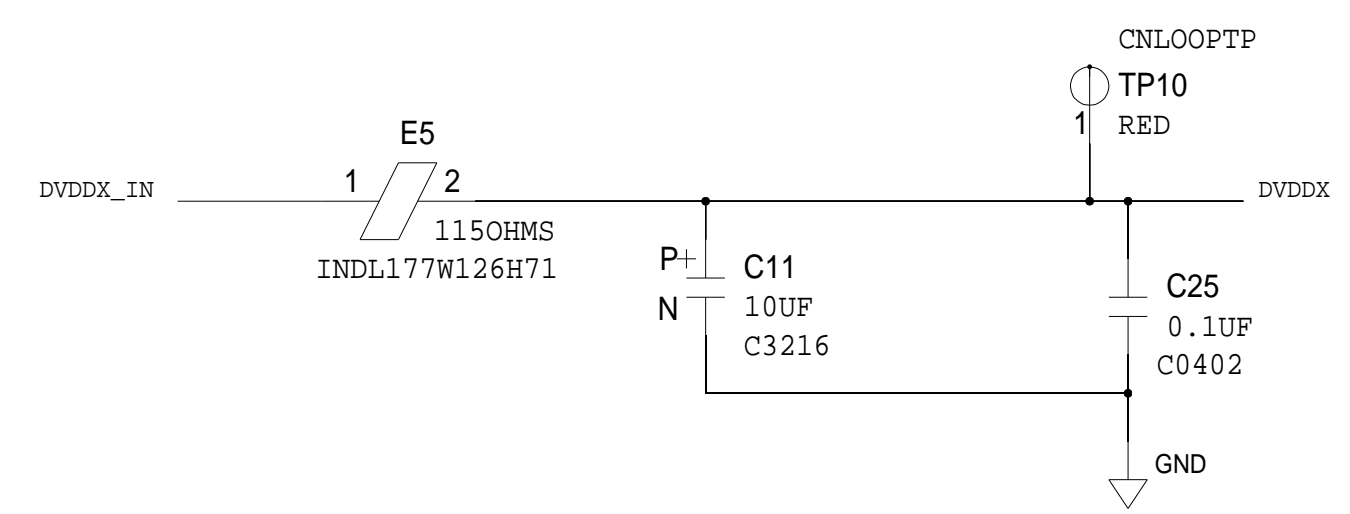 CNLOOPTP
TP10
1
RED
E5
DVDDX_IN
1
2
DVDDX
115OHMS
INDL177W126H71
P+
C11
N
10UF
C3216
C25
0.1UF
C0402
GND